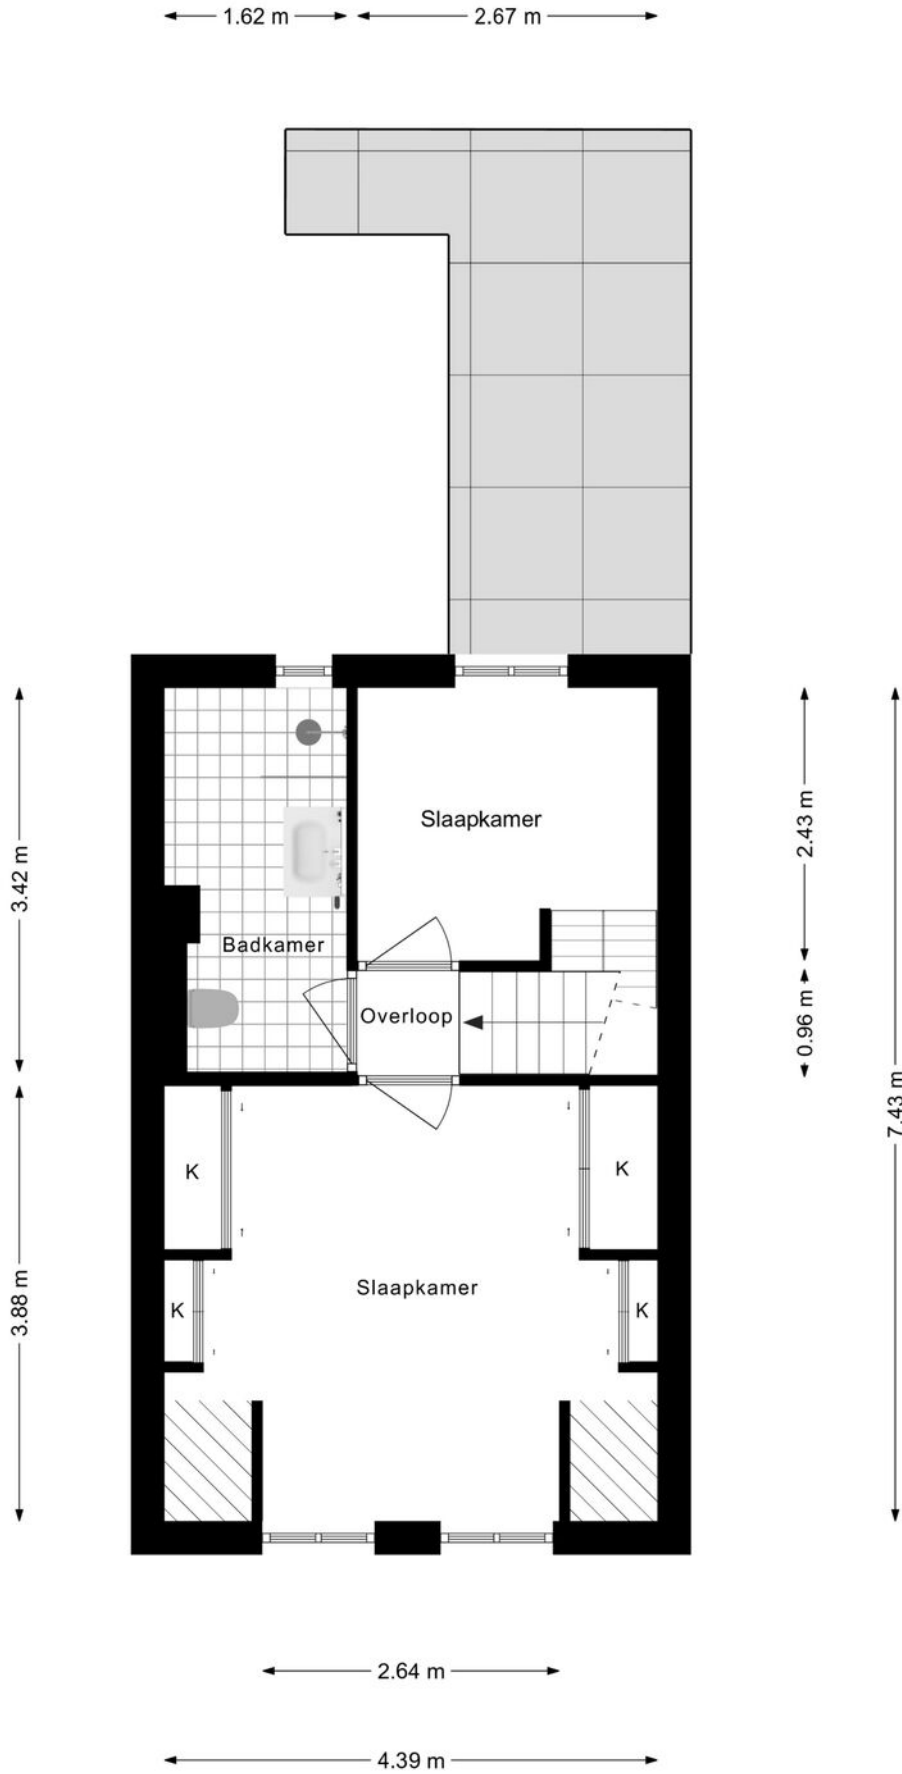 1.62 m
2.67 m
Slaapkamer
2.43 m
3.42 m
Badkamer
Overloop
0.96 m
7.43 m
K
K
Slaapkamer
3.88 m
K
K
2.64 m
4.39 m